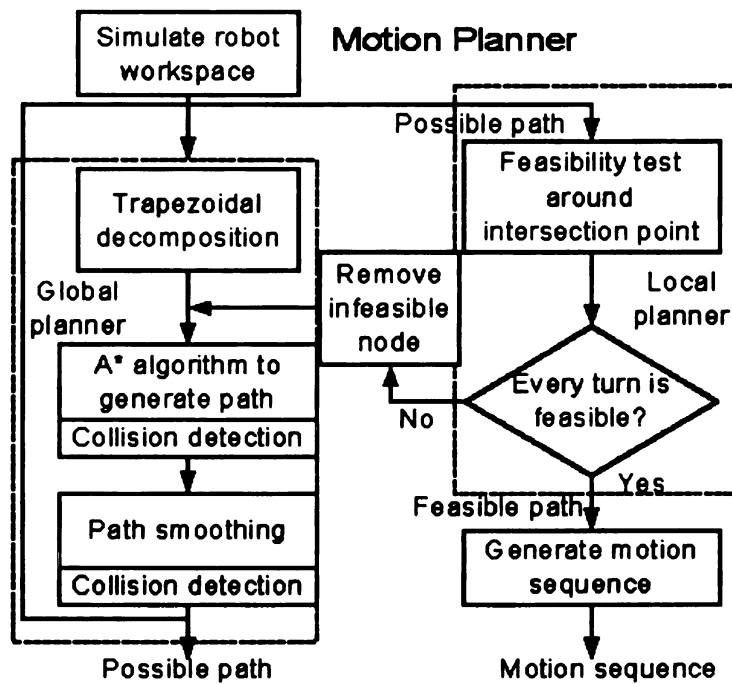 Simulate robot
workspace
Motion Planner
Possible path
Trapezoidal
decomposition
Feasibility test
around
intersection point
Global
planner
Remove
infeasible
node
Local
planner
A* algorithm to
generate path
Collision detection
Every turn is
feasible?
No
Yes
Path smoothing
Collision detection
Feasible path
Generate motion
sequence
Possible path
Motion sequence